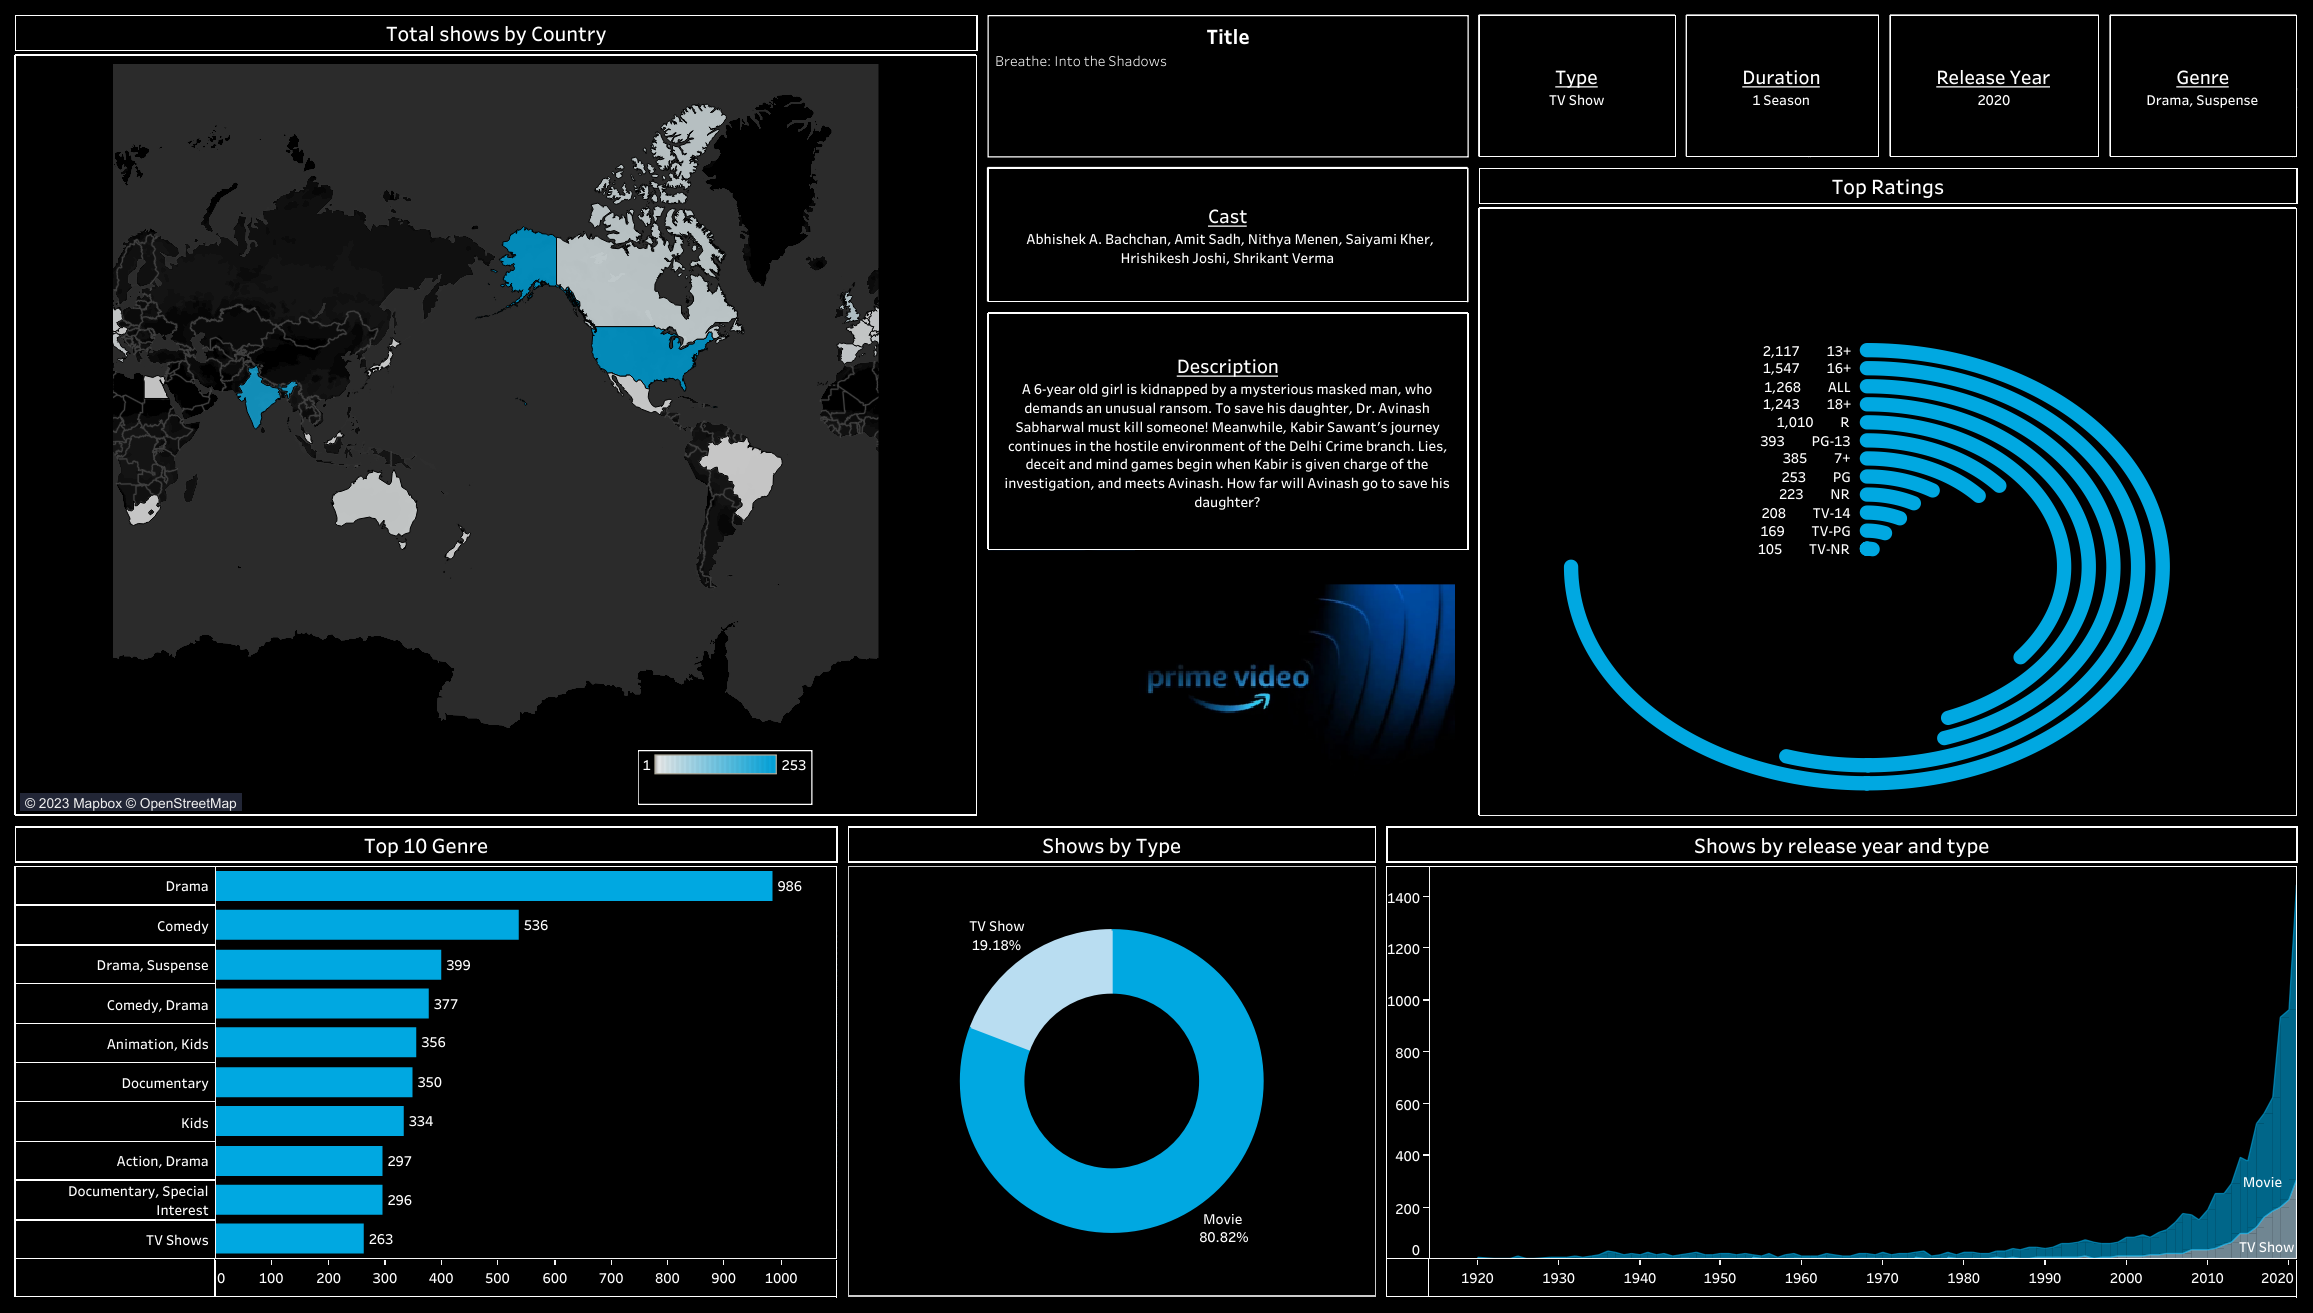 Total shows by Country
1
253
© 2023 Mapbox © OpenStreetMap
Title
Breathe: Into the Shadows
Type
TV Show
Duration
1 Season
Release Year
2020
Genre
Drama, Suspense
Cast
Abhishek A. Bachchan, Amit Sadh, Nithya Menen, Saiyami Kher,
Hrishikesh Joshi, Shrikant Verma
Description
A 6-year old girl is kidnapped by a mysterious masked man, who
demands an unusual ransom. To save his daughter, Dr. Avinash
Sabharwal must kill someone! Meanwhile, Kabir Sawant's journey
continues in the hostile environment of the Delhi Crime branch. Lies,
deceit and mind games begin when Kabir is given charge of the
investigation, and meets Avinash. How far will Avinash go to save his
daughter?
prime video
Top Ratings
2,117 13+
1,547 16+
1,268 ALL
1,243 18+
1,010 R
393 PG-13
385 7+
253 PG
223 NR
208 TV-14
169 TV-PG
105 TV-NR
Top 10 Genre
Drama 986
Comedy 536
Drama, Suspense 399
Comedy, Drama 377
Animation, Kids 356
Documentary 350
Kids 334
Action, Drama 297
Documentary, Special
Interest 296
TV Shows 263
0 100 200 300 400 500 600 700 800 900 1000
Shows by Type
TV Show
19.18%
Movie
80.82%
Shows by release year and type
1400
1200
1000
800
600
400
200
0
Movie
TV Show
1920 1930 1940 1950 1960 1970 1980 1990 2000 2010 2020